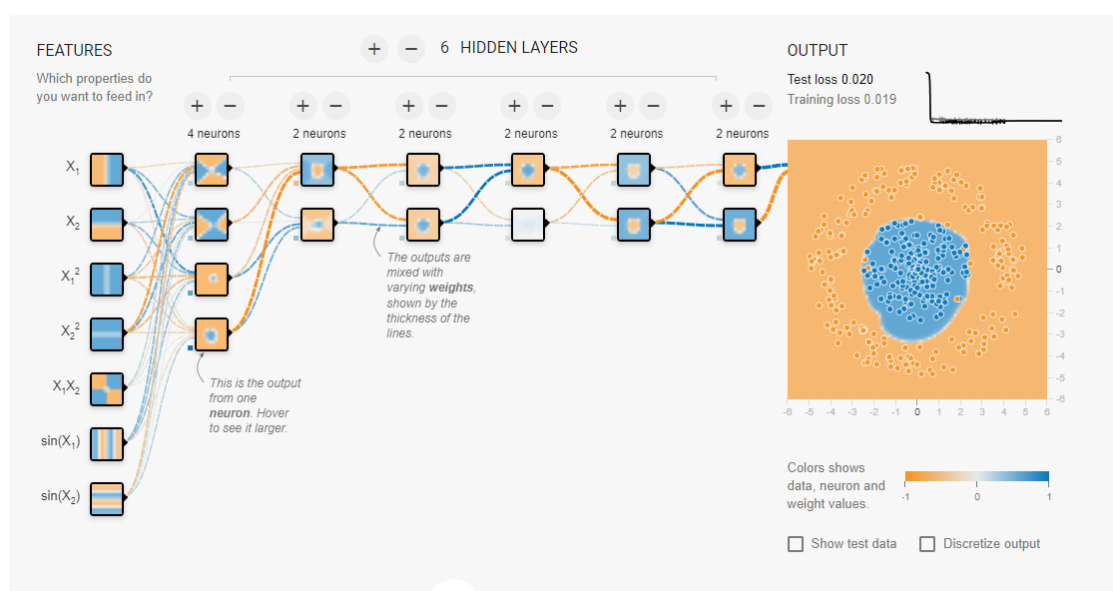 FEATURES
Which properties do
you want to feed in?
+ − 6 HIDDEN LAYERS
+ − + − + − + − + − + −
4 neurons 2 neurons 2 neurons 2 neurons 2 neurons 2 neurons
X₁
X₂
X₁²
X₂²
X₁X₂
sin(X₁)
sin(X₂)
The outputs are
mixed with
varying weights,
shown by the
thickness of the
lines.
This is the output
from one
neuron. Hover
to see it larger.
OUTPUT
Test loss 0.020
Training loss 0.019
6
5
4
3
2
1
0
-1
-2
-3
-4
-5
-6
-6 -5 -4 -3 -2 -1 0 1 2 3 4 5 6
Colors shows
data, neuron and
weight values.
-1 0 1
Show test data Discretize output